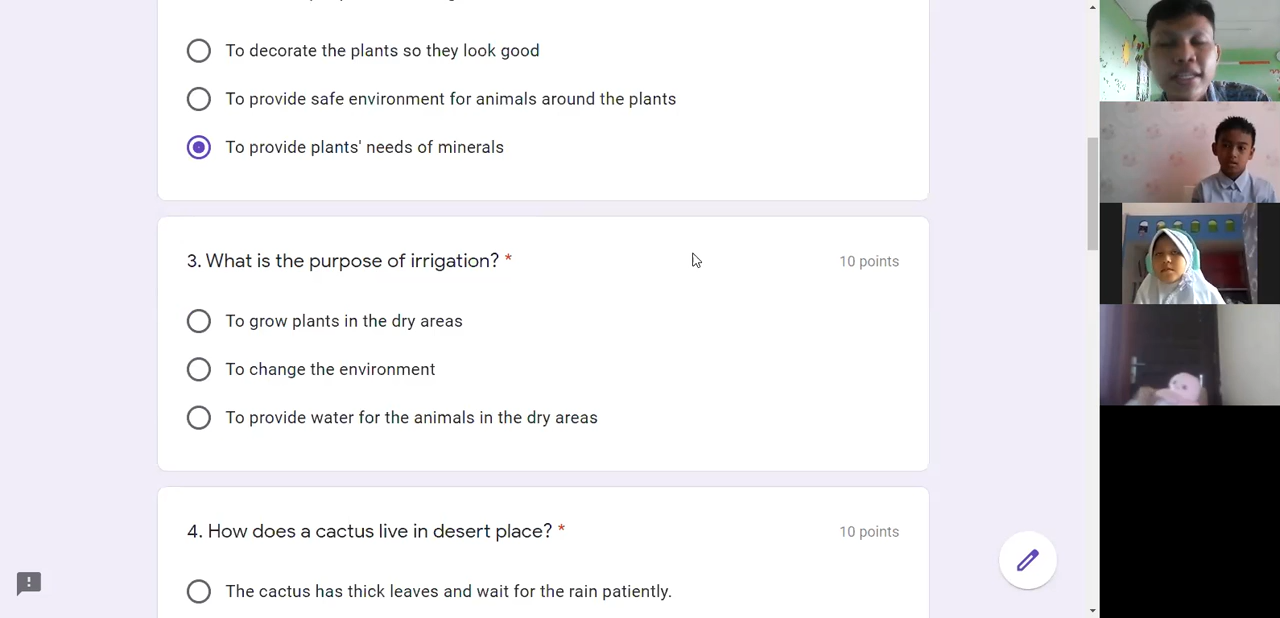 To decorate the plants so they look good
To provide safe environment for animals around the plants
To provide plants' needs of minerals
3. What is the purpose of irrigation? *
10 points
To grow plants in the dry areas
To change the environment
To provide water for the animals in the dry areas
4. How does a cactus live in desert place? *
10 points
The cactus has thick leaves and wait for the rain patiently.